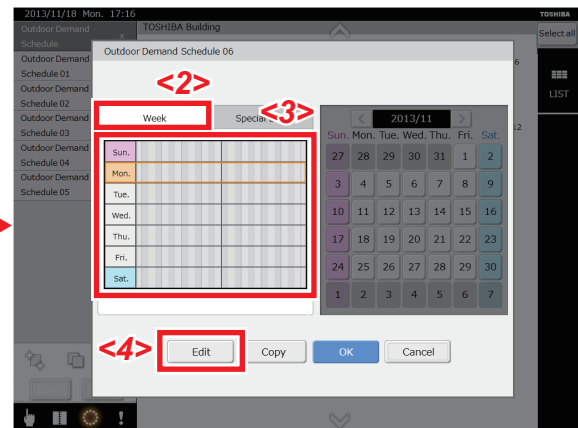 2013/11/18 Mon. 17:16
TOSHIBA Building
TOSHIBA
Outdoor Demand
Schedule
x
Select all
Outdoor Demand
Schedule 01
Outdoor Demand
Schedule 02
Outdoor Demand
Schedule 03
Outdoor Demand
Schedule 04
Outdoor Demand
Schedule 05
LIST
6
12
Outdoor Demand Schedule 06
<2>
<3>
Week
Special
Sun.
Mon.
Tue.
Wed.
Thu.
Fri.
Sat.
< 2013/11 >
Sun. Mon. Tue. Wed. Thu. Fri. Sat.
27 28 29 30 31 1 2
3 4 5 6 7 8 9
10 11 12 13 14 15 16
17 18 19 20 21 22 23
24 25 26 27 28 29 30
1 2 3 4 5 6 7
<4>
Edit
Copy
OK
Cancel
!